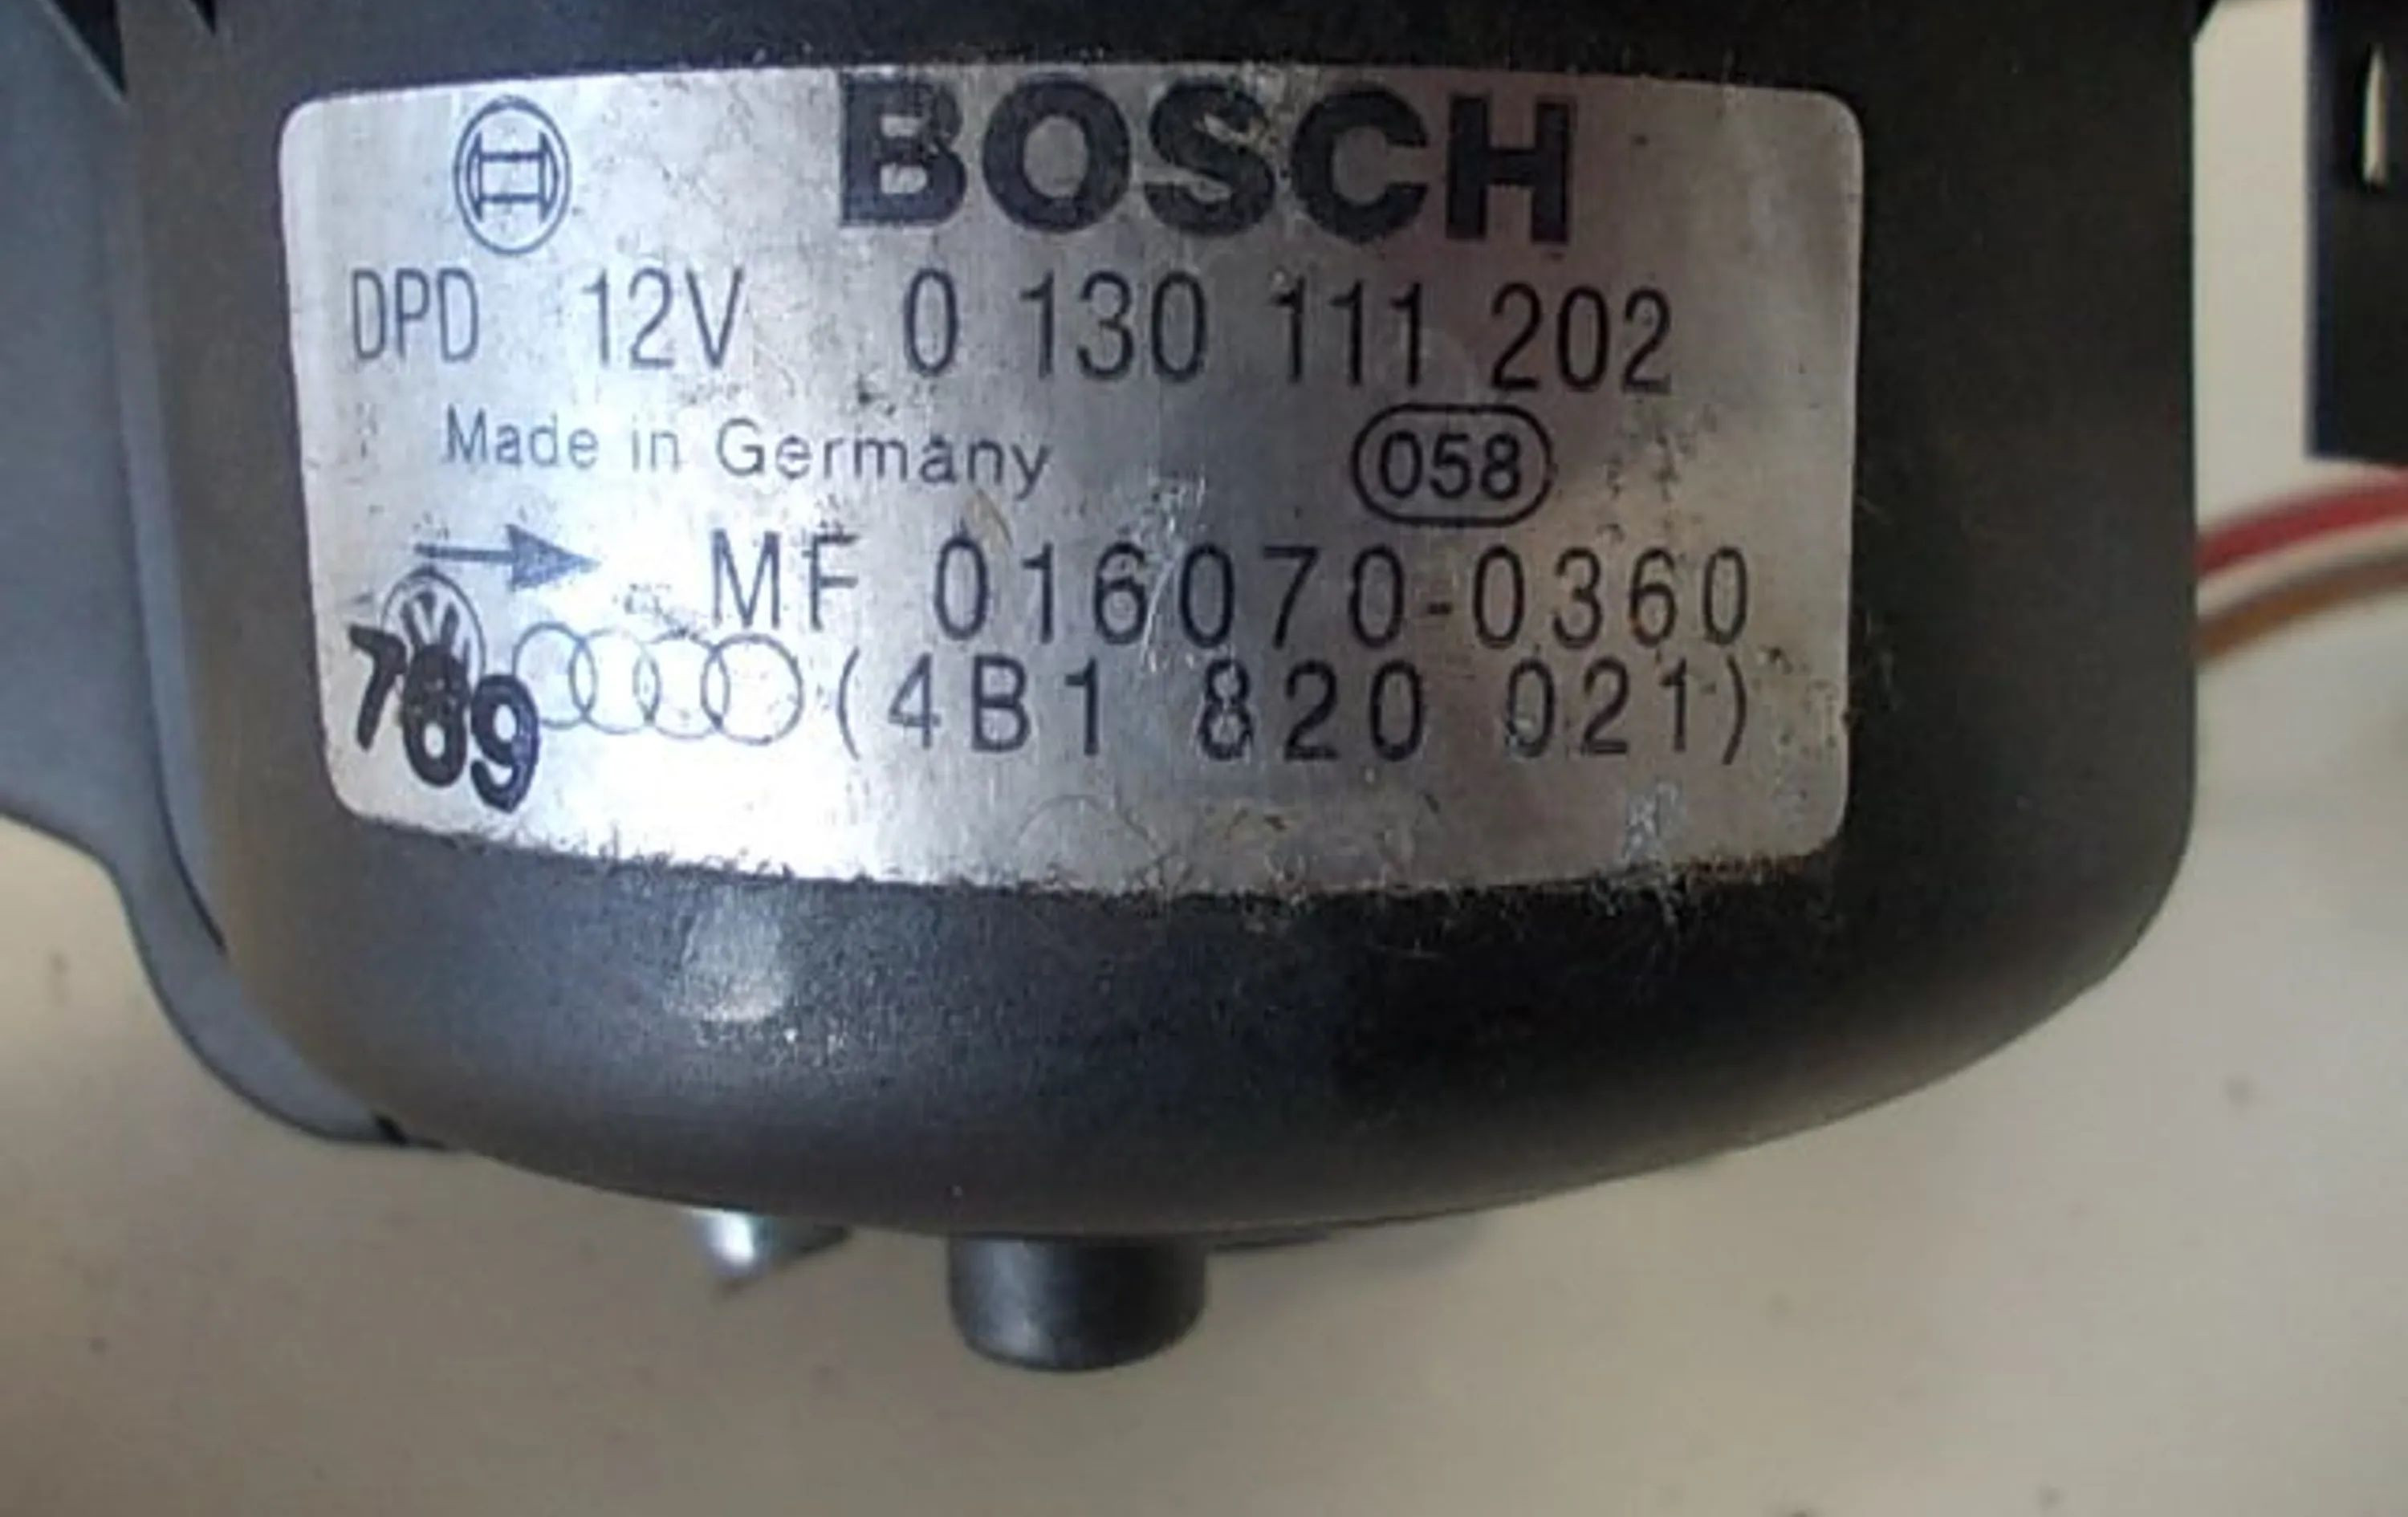 BOSCH
DPD 12V 0 130 111 202
Made in Germany 058
MF 016070-0360
789 (4B1 820 021)